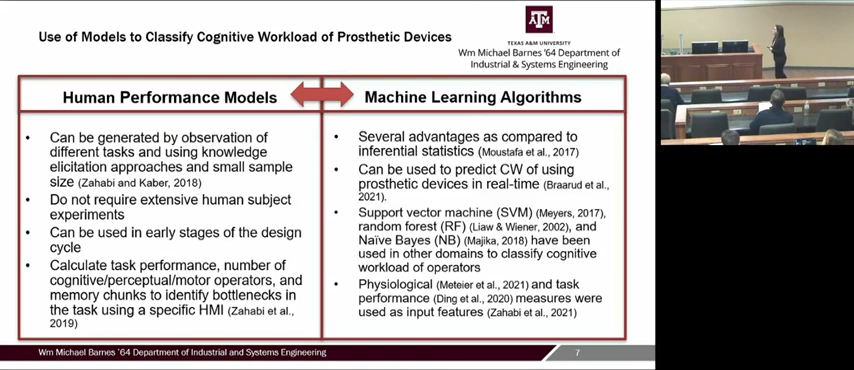 Use of Models to Classify Cognitive Workload of Prosthetic Devices
ĀTM
TEXAS A&M UNIVERSITY
Wm Michael Barnes '64 Department of
Industrial & Systems Engineering
Human Performance Models
• Can be generated by observation of
different tasks and using knowledge
elicitation approaches and small sample
size (Zahabi and Kaber, 2018)
• Do not require extensive human subject
experiments
• Can be used in early stages of the design
cycle
• Calculate task performance, number of
cognitive/perceptual/motor operators, and
memory chunks to identify bottlenecks in
the task using a specific HMI (Zahabi et al.,
2019)
Machine Learning Algorithms
• Several advantages as compared to
inferential statistics (Moustafa et al., 2017)
• Can be used to predict CW of using
prosthetic devices in real-time (Braarud et al.,
2021).
• Support vector machine (SVM) (Meyers, 2017),
random forest (RF) (Liaw & Wiener, 2002), and
Naïve Bayes (NB) (Majika, 2018) have been
used in other domains to classify cognitive
workload of operators
• Physiological (Meteier et al., 2021) and task
performance (Ding et al., 2020) measures were
used as input features (Zahabi et al., 2021)
Wm Michael Barnes '64 Department of Industrial and Systems Engineering
7